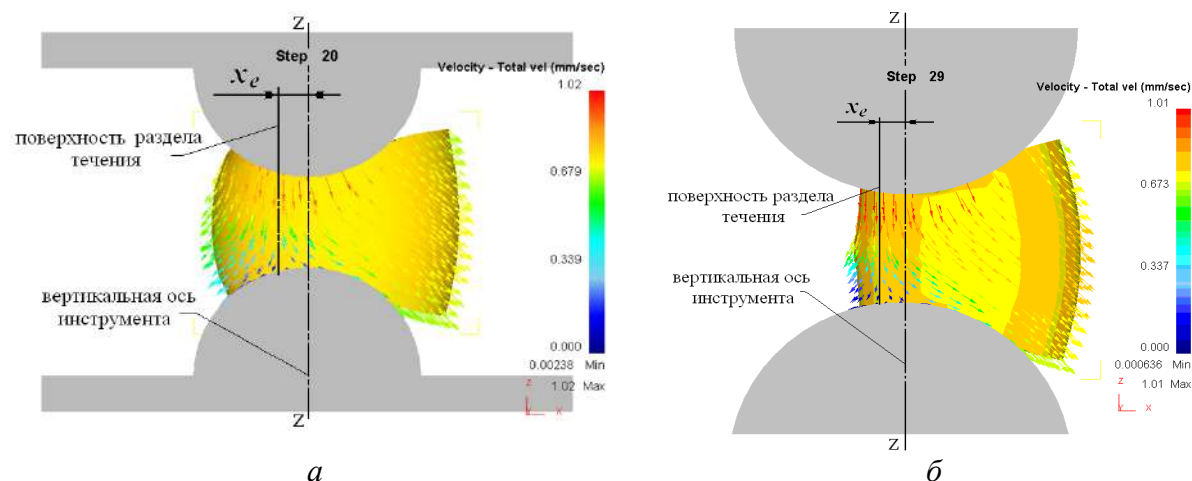 Z
Step 20
Velocity - Total vel (mm/sec)
1.02
xe
поверхность раздела
течения
0.679
0.339
вертикальная ось
инструмента
0.000
0.00238 Min
1.02 Max
z
Y X
Z
а
Z
Step 29
Velocity - Total vel (mm/sec)
1.01
xe
0.673
поверхность раздела
течения
0.337
вертикальная ось
инструмента
0.000
0.000636 Min
1.01 Max
z
Y X
Z
б